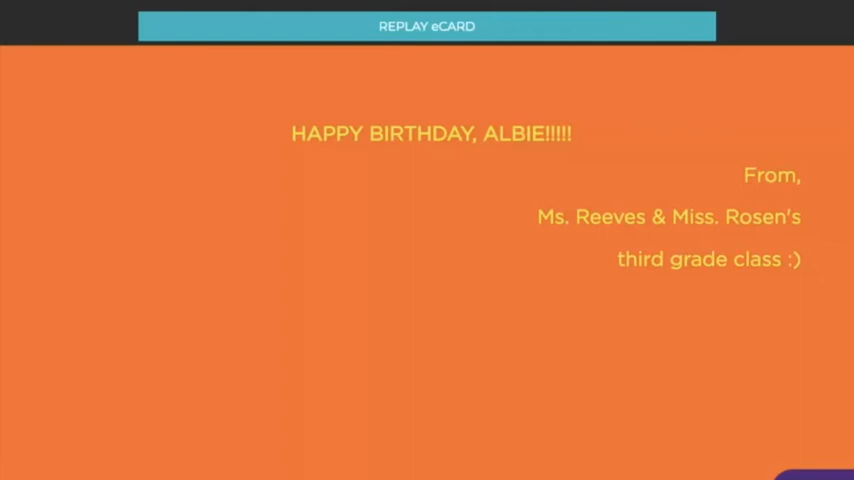 REPLAY eCARD
HAPPY BIRTHDAY, ALBIE!!!!!
From,
Ms. Reeves & Miss. Rosen's
third grade class :)